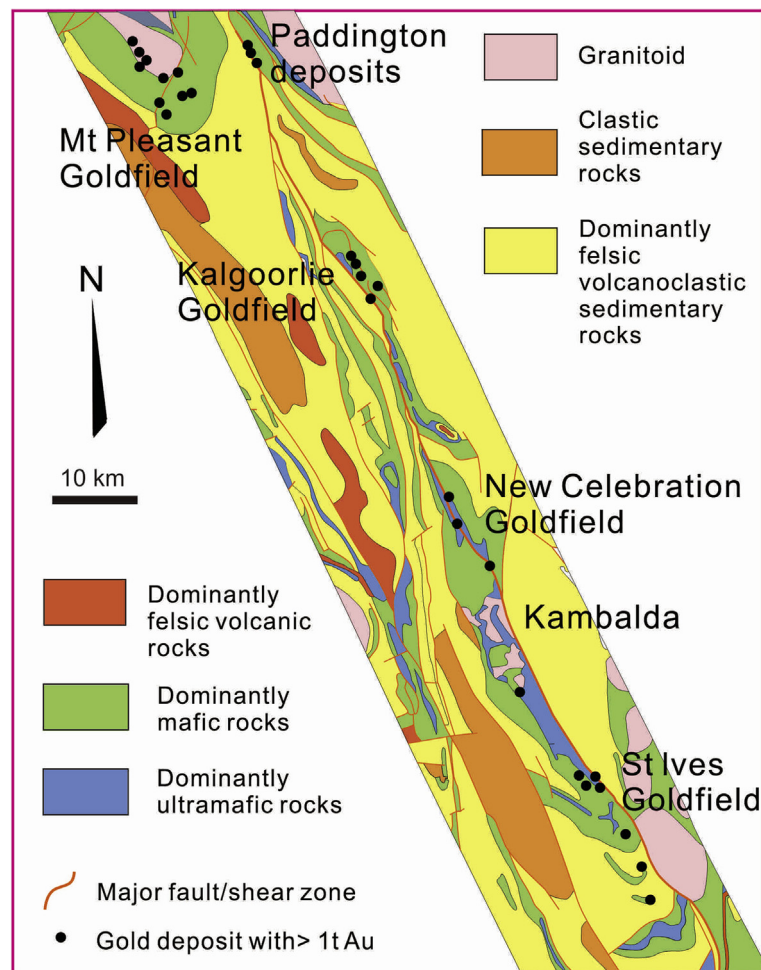 Paddington
deposits
Mt Pleasant
Goldfield
Kalgoorlie
Goldfield
New Celebration
Goldfield
Kambalda
St Ives
Goldfield
N
10 km
Granitoid
Clastic
sedimentary
rocks
Dominantly
felsic
volcanoclastic
sedimentary
rocks
Dominantly
felsic volcanic
rocks
Dominantly
mafic rocks
Dominantly
ultramafic rocks
Major fault/shear zone
Gold deposit with> 1t Au